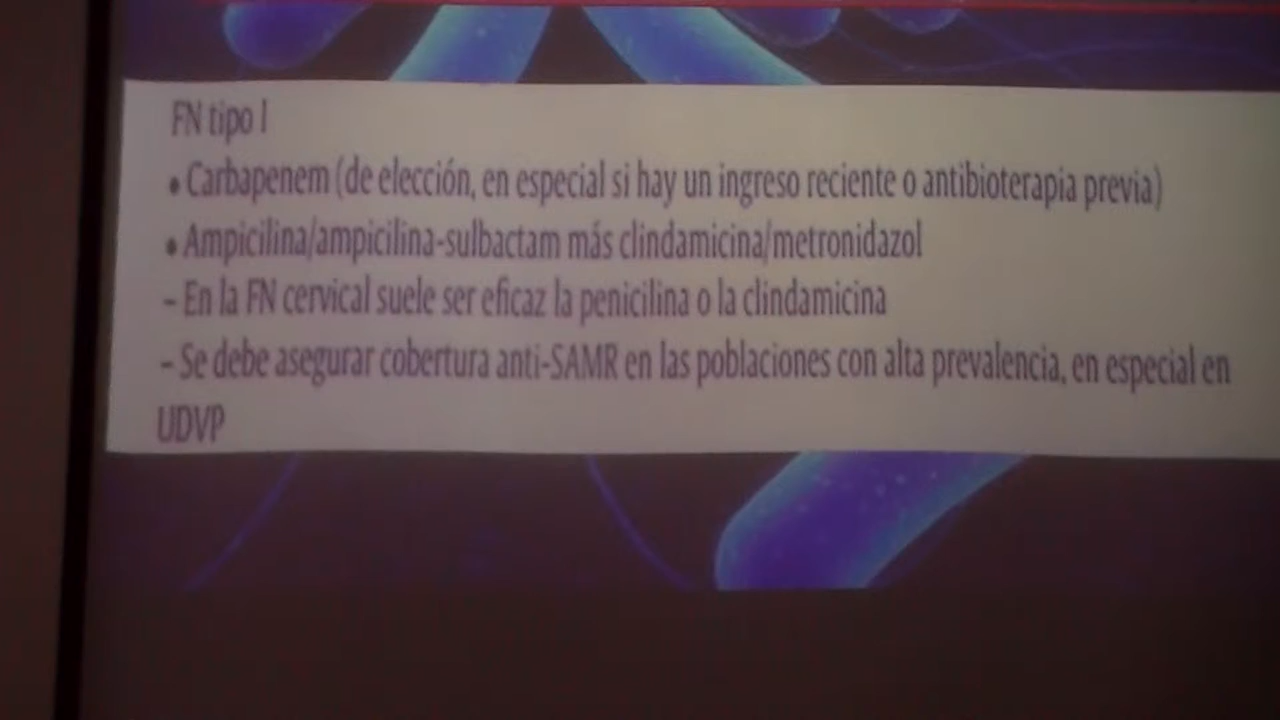 FN tipo I
• Carbapenem (de elección, en especial si hay un ingreso reciente o antibioterapia previa)
• Ampicilina/ampicilina-sulbactam más clindamicina/metronidazol
– En la FN cervical suele ser eficaz la penicilina o la clindamicina
– Se debe asegurar cobertura anti-SAMR en las poblaciones con alta prevalencia, en especial en
UDVP